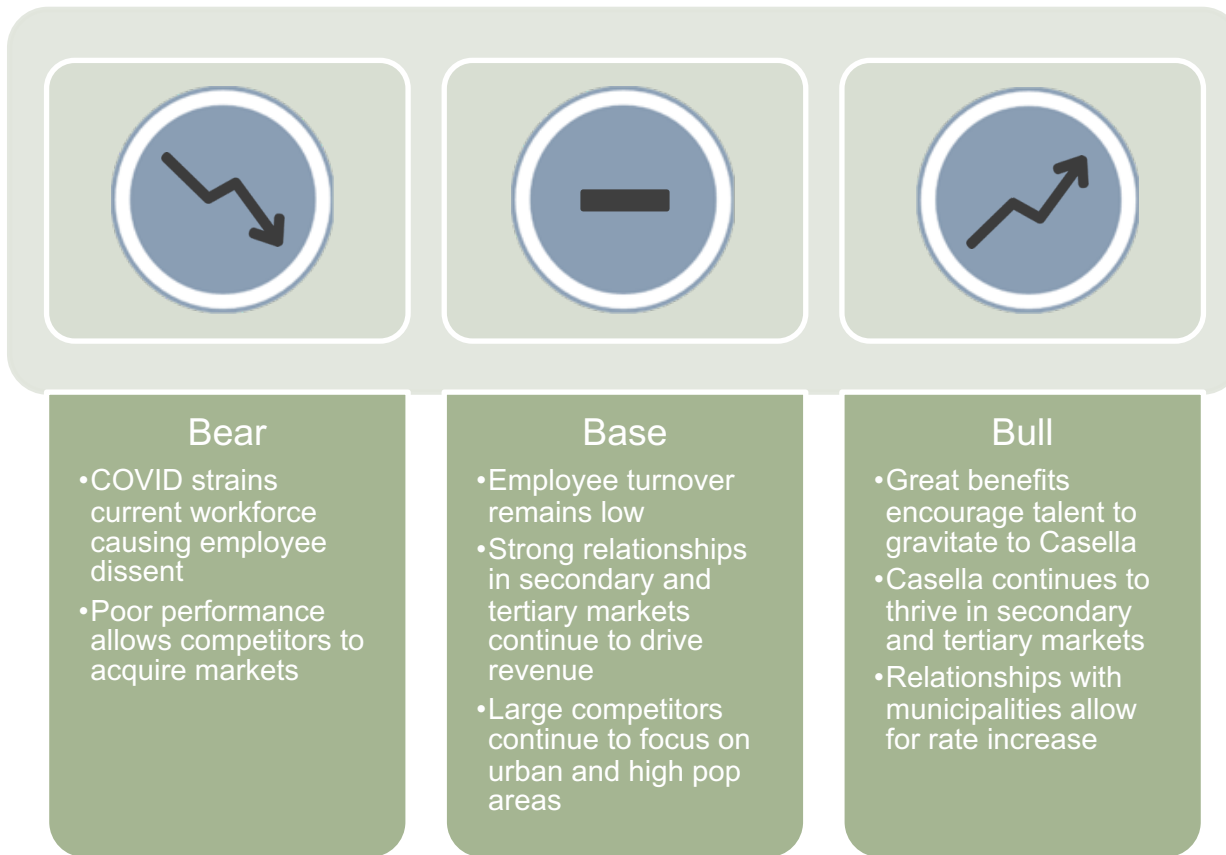 Bear
•COVID strains
current workforce
causing employee
dissent
•Poor performance
allows competitors to
acquire markets
Base
•Employee turnover
remains low
•Strong relationships
in secondary and
tertiary markets
continue to drive
revenue
•Large competitors
continue to focus on
urban and high pop
areas
Bull
•Great benefits
encourage talent to
gravitate to Casella
•Casella continues to
thrive in secondary
and tertiary markets
•Relationships with
municipalities allow
for rate increase